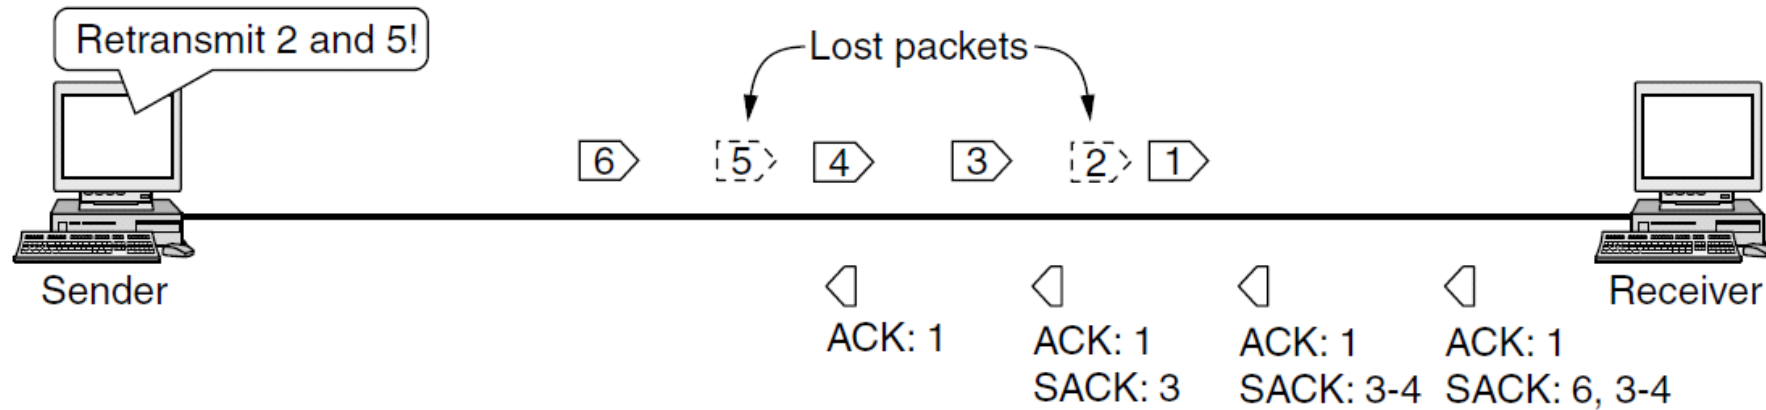 Retransmit 2 and 5!
Lost packets
6 5 4 3 2 1
Sender
Receiver
ACK: 1
ACK: 1
SACK: 3
ACK: 1
SACK: 3-4
ACK: 1
SACK: 6, 3-4